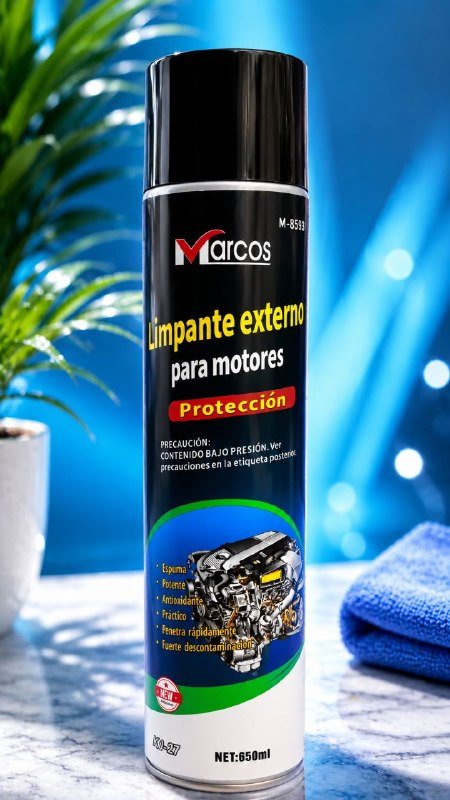 M-8593
Marcos
Limpante externo
para motores
Protección
PRECAUCIÓN:
CONTENIDO BAJO PRESIÓN. Ver
precauciones en la etiqueta posterior.
· Espuma
· Potente
· Antioxidante
· Práctico
· Penetra rápidamente
· Fuerte descontamination
NEW
NET:650ml